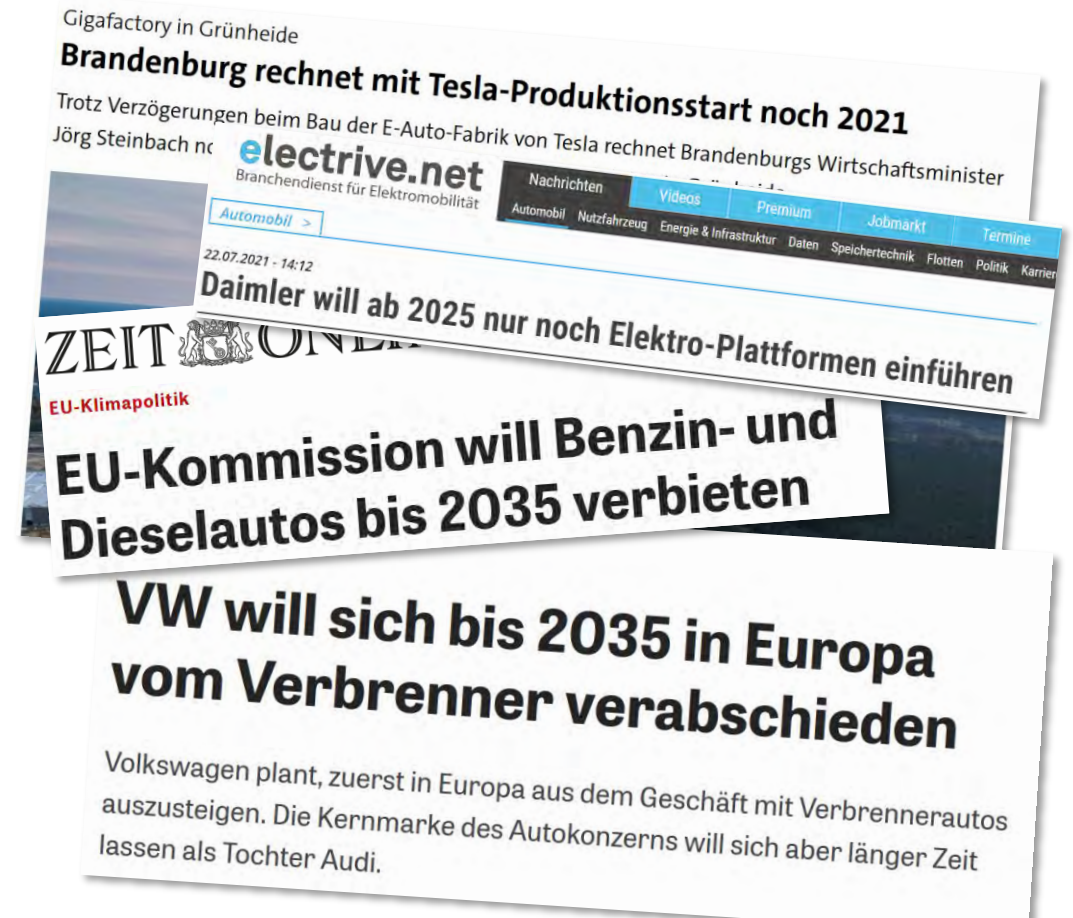 Gigafactory in Grünheide
Brandenburg rechnet mit Tesla-Produktionsstart noch 2021
Trotz Verzögerungen beim Bau der E-Auto-Fabrik von Tesla rechnet Brandenburgs Wirtschaftsminister
Jörg Steinbach
electrive.net
Branchendienst für Elektromobilität
Nachrichten Videos Premium Jobmarkt Termine
Automobil Nutzfahrzeug Energie & Infrastruktur Daten Speichertechnik Flotten Politik
Automobil >
22.07.2021 - 14:12
Daimler will ab 2025 nur noch Elektro-Plattformen einführen
ZEIT
EU-Klimapolitik
EU-Kommission will Benzin- und
Dieselautos bis 2035 verbieten
VW will sich bis 2035 in Europa
vom Verbrenner verabschieden
Volkswagen plant, zuerst in Europa aus dem Geschäft mit Verbrennerautos
auszusteigen. Die Kernmarke des Autokonzerns will sich aber länger Zeit
lassen als Tochter Audi.